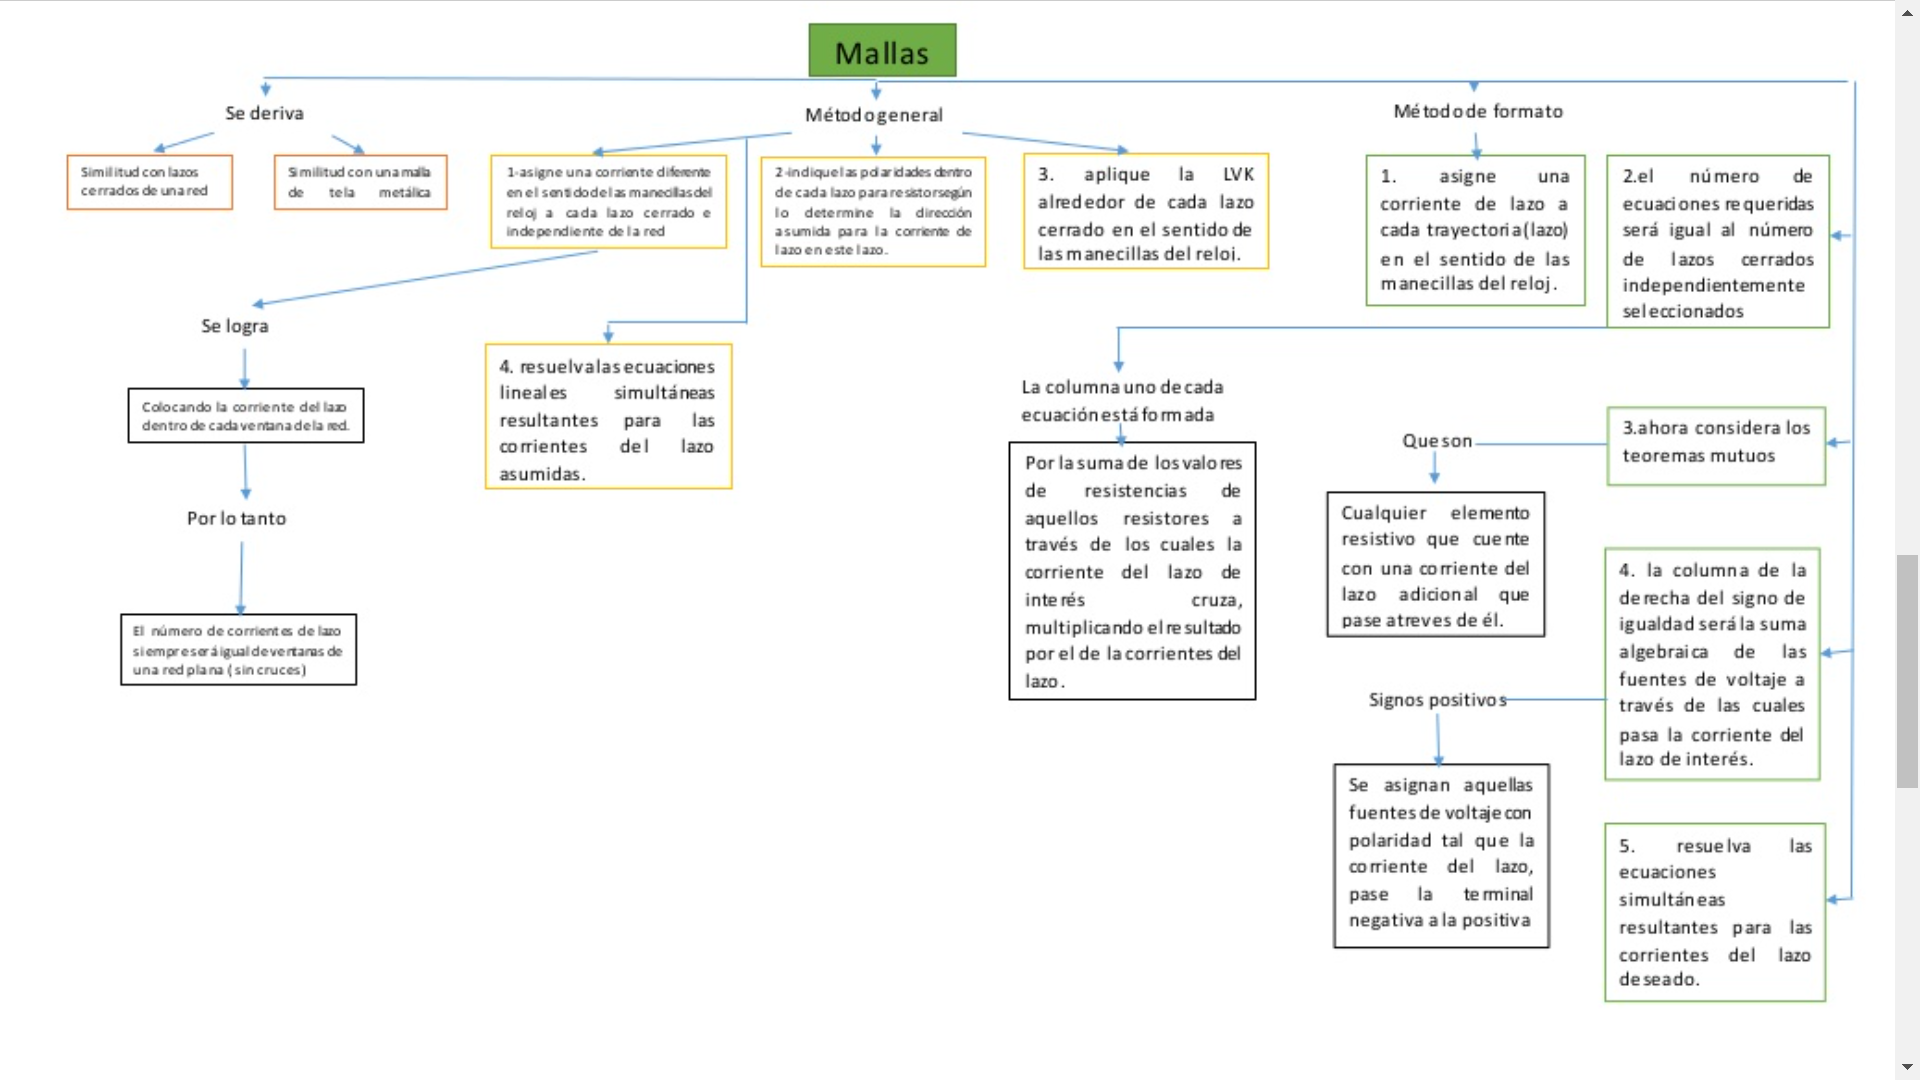 Mallas
Se deriva
Similitud con lazos
cerrados de una red
Similitud con una malla
de tela metálica
Método general
1-asigne una corriente diferente
en el sentido de las manecillas del
reloj a cada lazo cerrado e
independiente de la red
2-indique las polaridades dentro
de cada lazo para resistor según
lo determine la dirección
asumida para la corriente de
lazo en este lazo.
3. aplique la LVK
alrededor de cada lazo
cerrado en el sentido de
las manecillas del reloj.
Se logra
Colocando la corriente del lazo
dentro de cada ventana de la red.
Por lo tanto
El número de corrientes de lazo
siempre será igual de ventanas de
una red plana ( sin cruces)
4. resuelva las ecuaciones
lineales simultáneas
resultantes para las
corrientes del lazo
asumidas.
Método de formato
1. asigne una
corriente de lazo a
cada trayectoria(lazo)
en el sentido de las
manecillas del reloj.
2.el número de
ecuaciones requeridas
será igual al número
de lazos cerrados
independientemente
seleccionados
La columna uno de cada
ecuación está formada
Por la suma de los valores
de resistencias de
aquellos resistores a
través de los cuales la
corriente del lazo de
interés cruza,
multiplicando el resultado
por el de la corrientes del
lazo.
3.ahora considera los
teoremas mutuos
Que son
Cualquier elemento
resistivo que cuente
con una corriente del
lazo adicional que
pase atreves de él.
4. la columna de la
derecha del signo de
igualdad será la suma
algebraica de las
fuentes de voltaje a
través de las cuales
pasa la corriente del
lazo de interés.
Signos positivos
Se asignan aquellas
fuentes de voltaje con
polaridad tal que la
corriente del lazo,
pase la terminal
negativa a la positiva
5. resuelva las
ecuaciones
simultáneas
resultantes para las
corrientes del lazo
deseado.